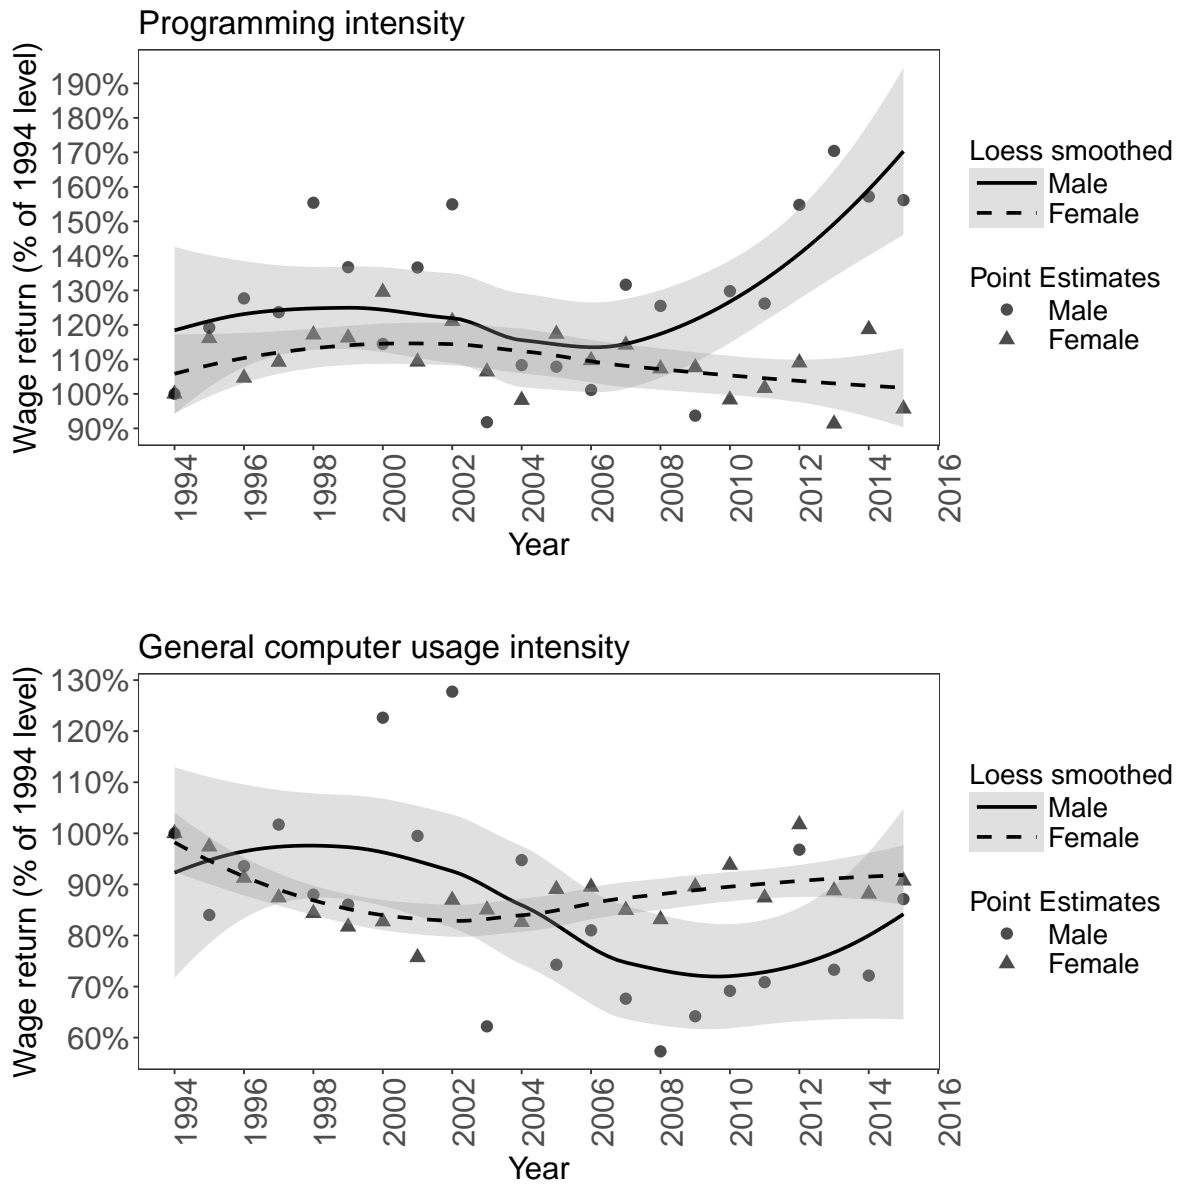 Programming intensity
Wage return (% of 1994 level)
190%
180%
170%
160%
150%
140%
130%
120%
110%
100%
90%
1994 1996 1998 2000 2002 2004 2006 2008 2010 2012 2014 2016
Year
Loess smoothed
Male
Female
Point Estimates
Male
Female
General computer usage intensity
Wage return (% of 1994 level)
130%
120%
110%
100%
90%
80%
70%
60%
1994 1996 1998 2000 2002 2004 2006 2008 2010 2012 2014 2016
Year
Loess smoothed
Male
Female
Point Estimates
Male
Female